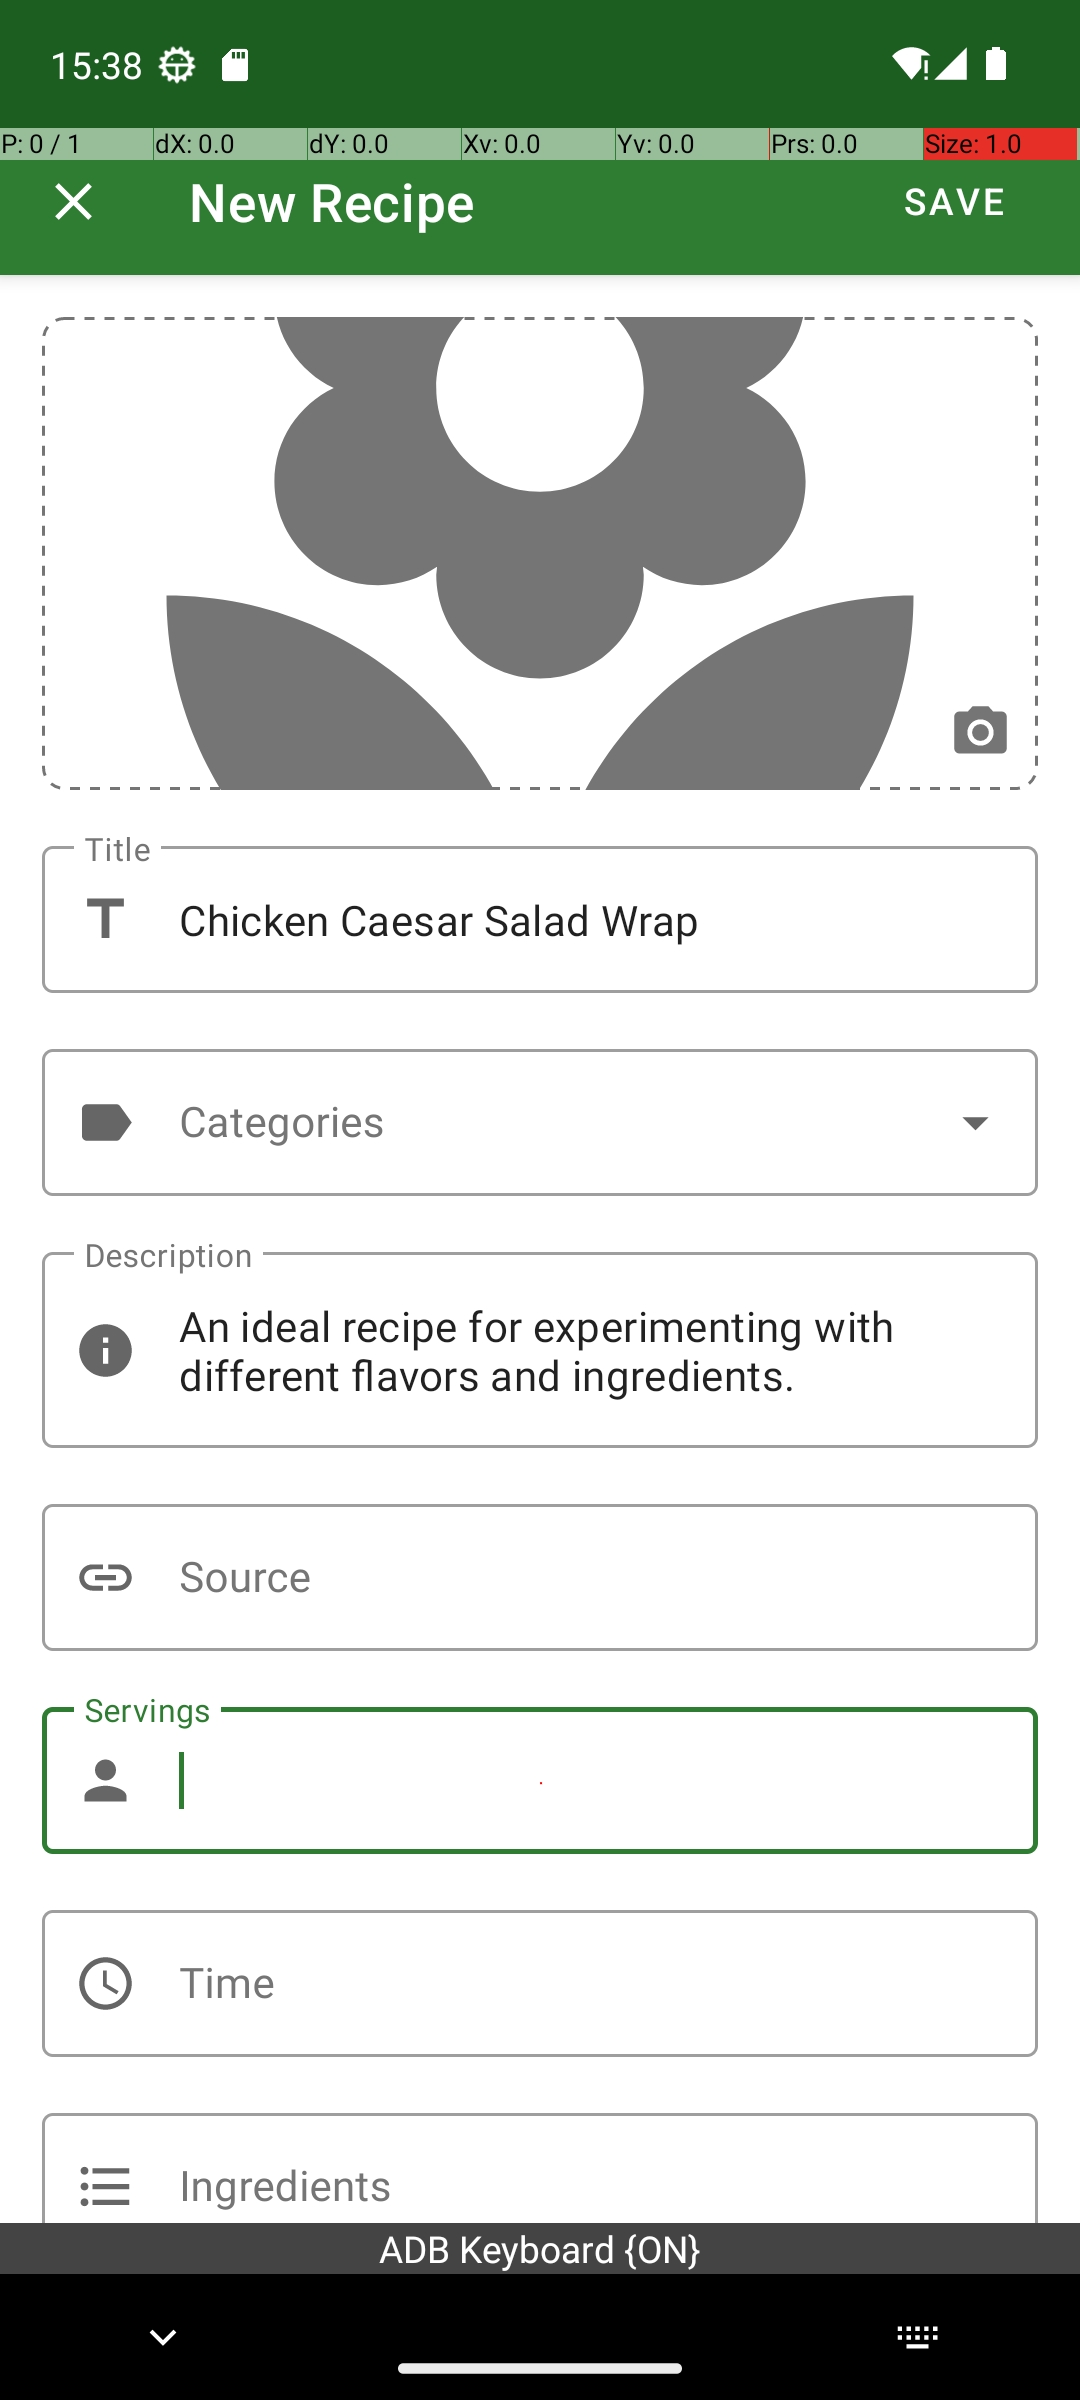 15:38
P: 0 / 1 dX: 0.0 dY: 0.0 Xv: 0.0 Yv: 0.0 Prs: 0.0 Size: 1.0
New Recipe SAVE
Title
Chicken Caesar Salad Wrap
Categories
Description
An ideal recipe for experimenting with
different flavors and ingredients.
Source
Servings
Time
Ingredients
ADB Keyboard {ON}